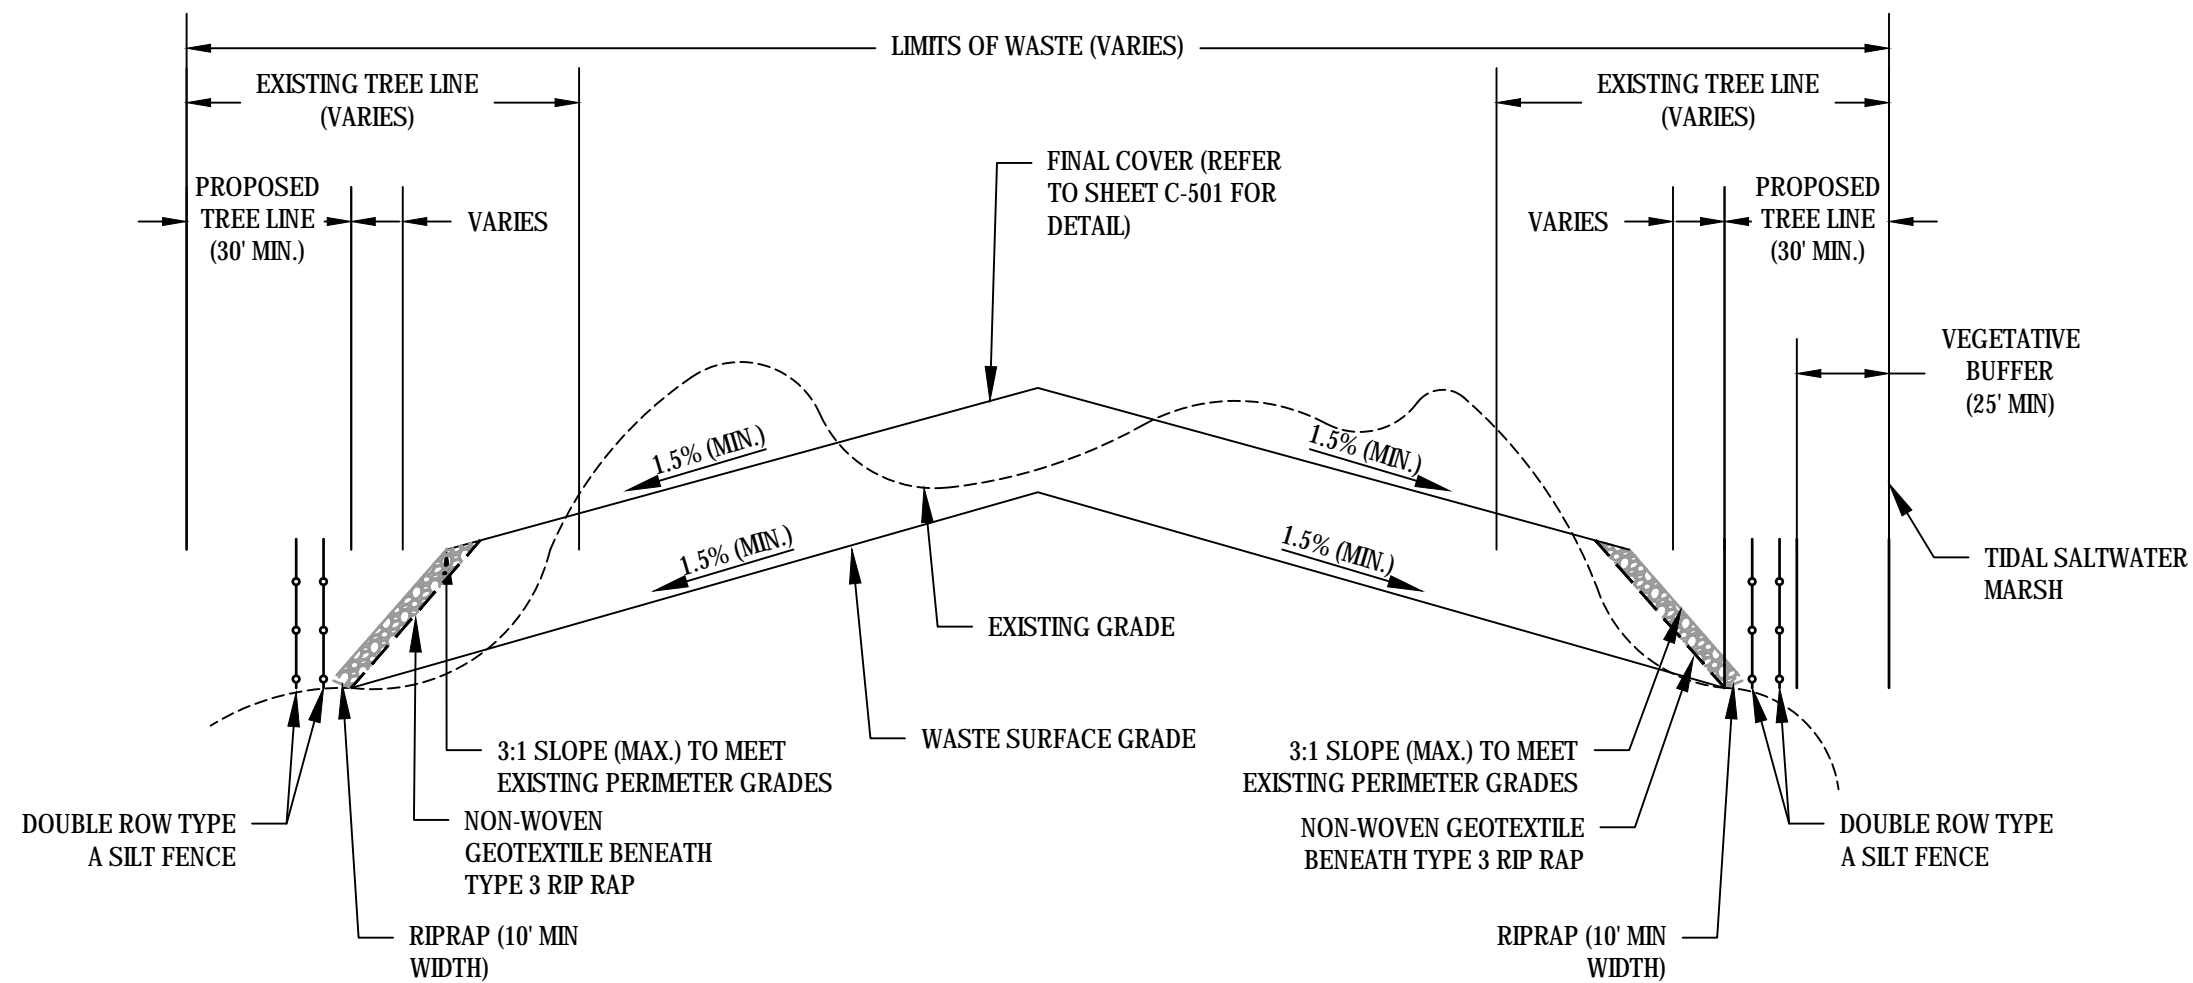 LIMITS OF WASTE (VARIES)
EXISTING TREE LINE
(VARIES)
EXISTING TREE LINE
(VARIES)
FINAL COVER (REFER
TO SHEET C-501 FOR
DETAIL)
PROPOSED
TREE LINE
(30' MIN.)
VARIES
VARIES
PROPOSED
TREE LINE
(30' MIN.)
VEGETATIVE
BUFFER
(25' MIN)
1.5% (MIN.)
1.5% (MIN.)
1.5% (MIN.)
1.5% (MIN.)
TIDAL SALTWATER
MARSH
EXISTING GRADE
WASTE SURFACE GRADE
3:1 SLOPE (MAX.) TO MEET
EXISTING PERIMETER GRADES
3:1 SLOPE (MAX.) TO MEET
EXISTING PERIMETER GRADES
DOUBLE ROW TYPE
A SILT FENCE
NON-WOVEN
GEOTEXTILE BENEATH
TYPE 3 RIP RAP
NON-WOVEN GEOTEXTILE
BENEATH TYPE 3 RIP RAP
DOUBLE ROW TYPE
A SILT FENCE
RIPRAP (10' MIN
WIDTH)
RIPRAP (10' MIN
WIDTH)